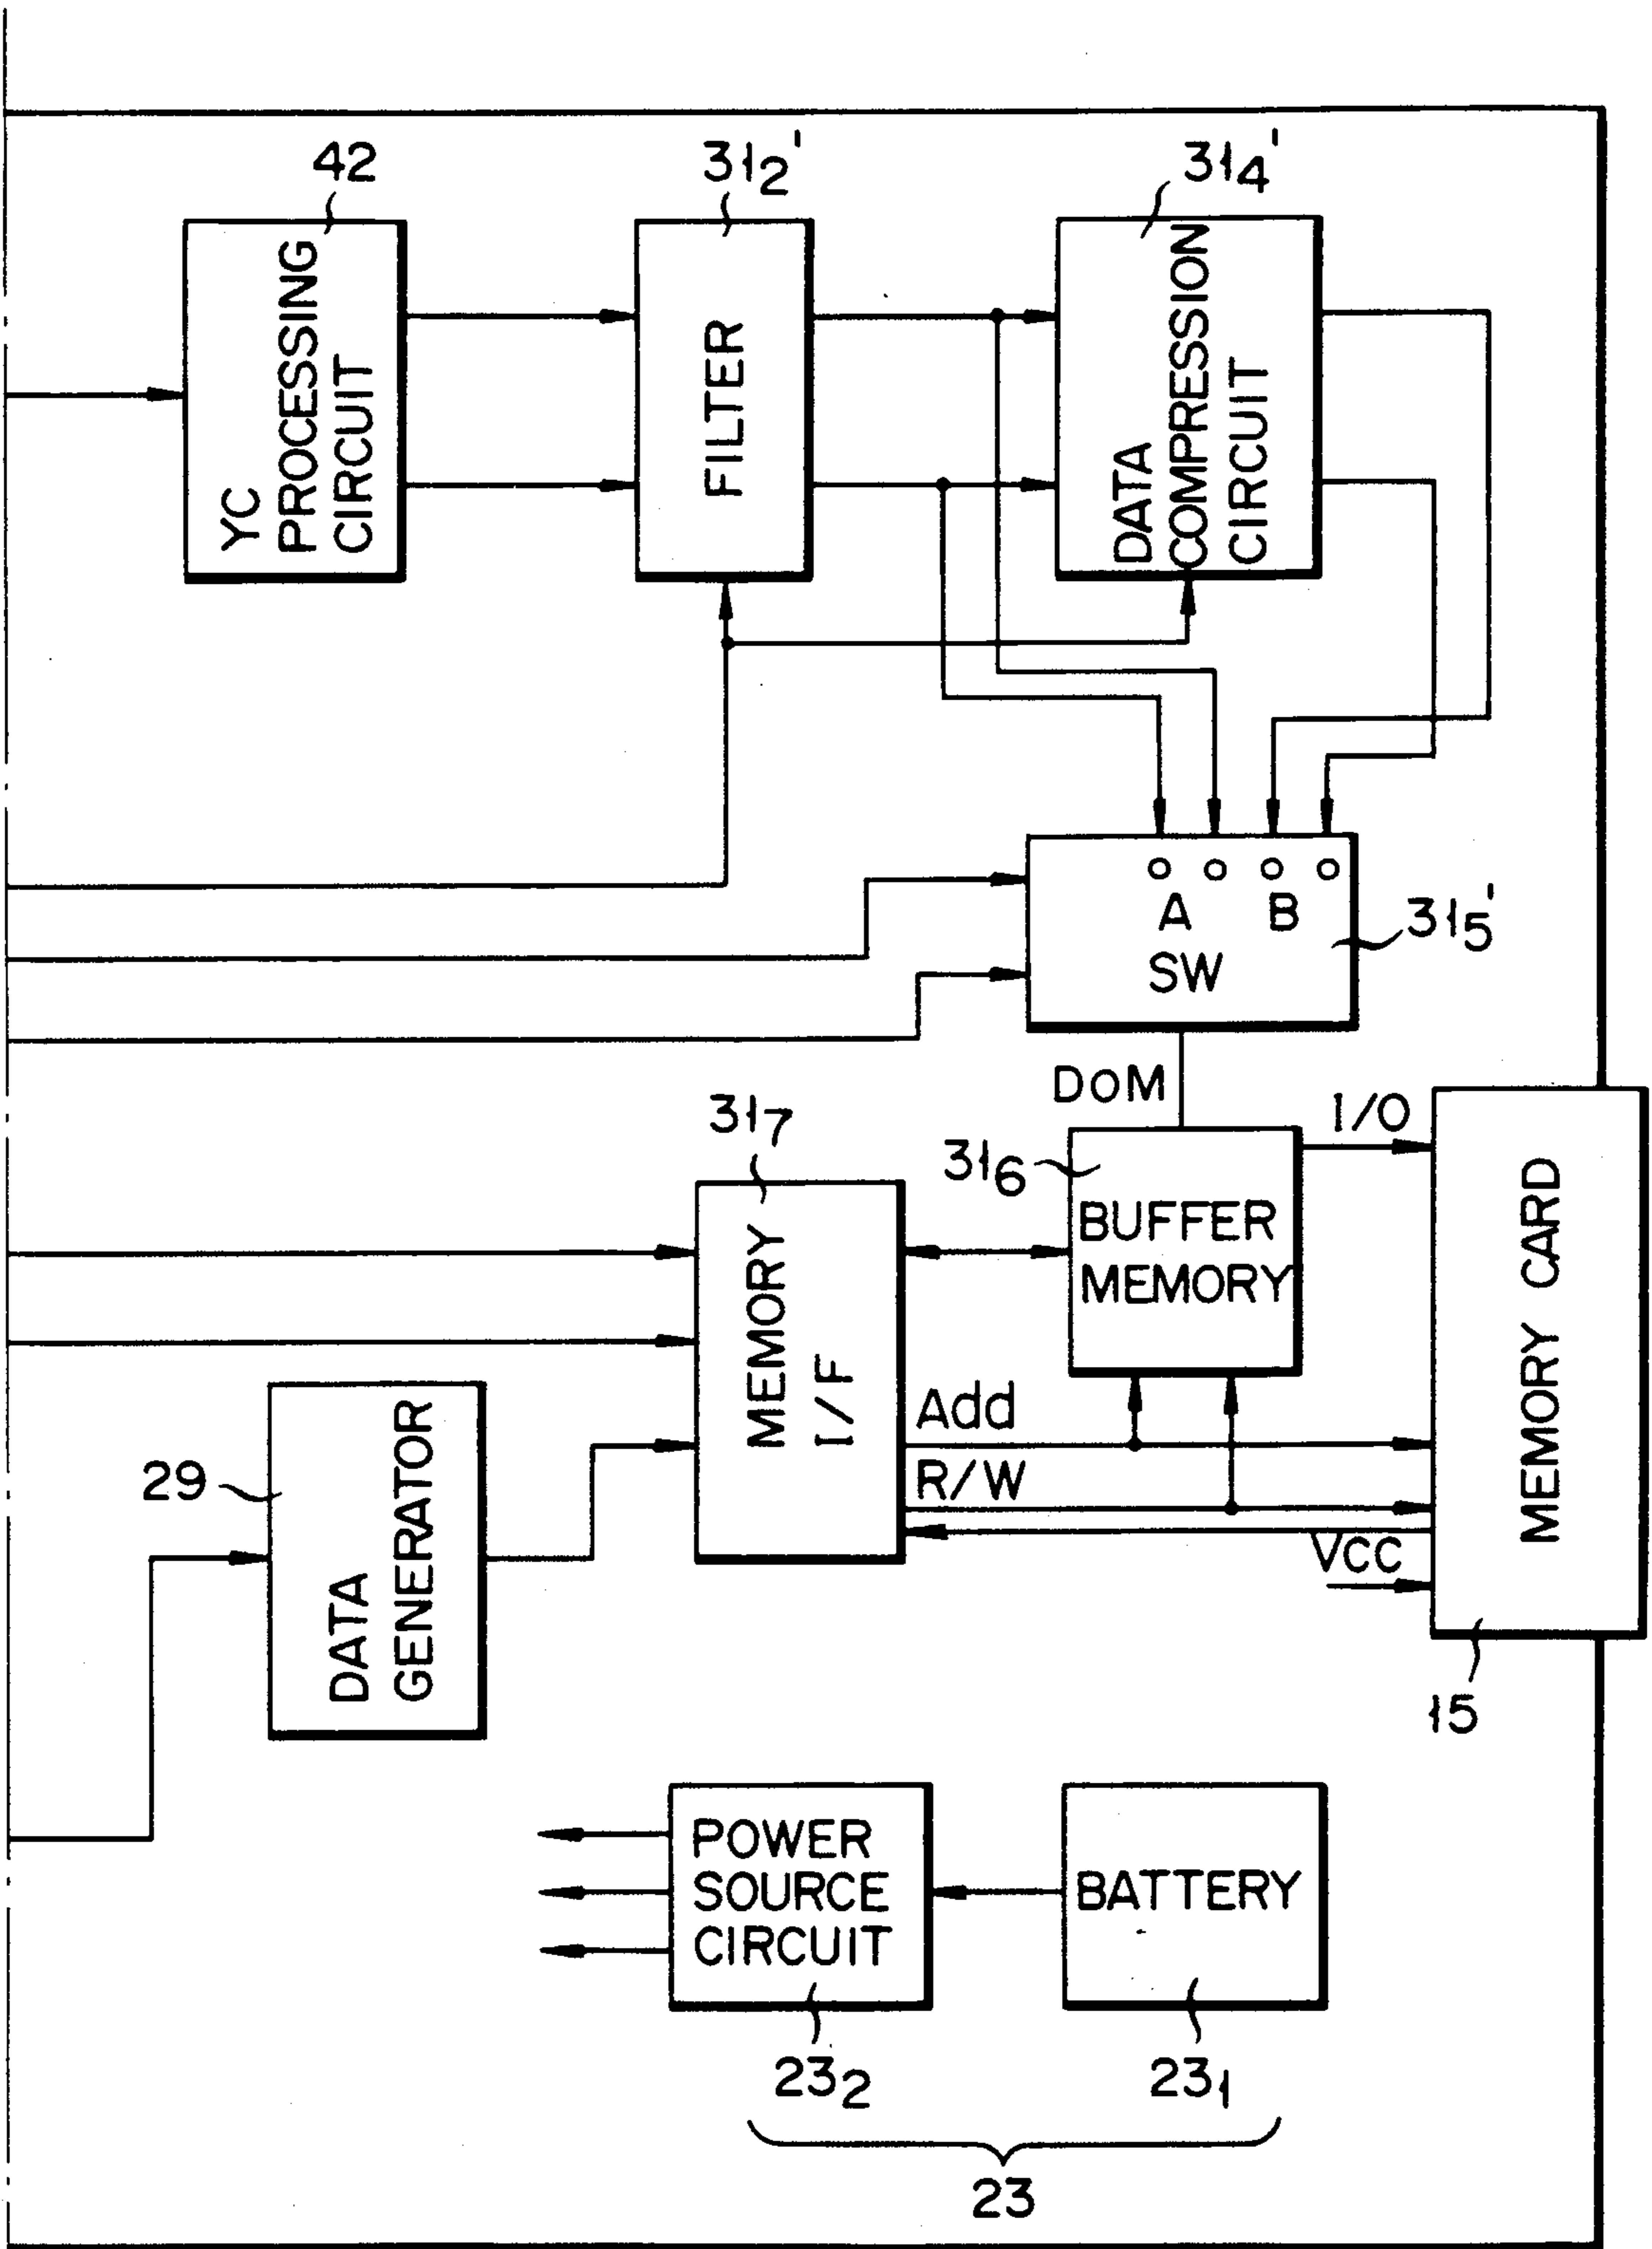 42
31₂'
31₄'
YC
PROCESSING
CIRCUIT
FILTER
DATA
COMPRESSION
CIRCUIT
A B
SW
31₅'
DOM
I/O
31₇
31₆
MEMORY
I/F
BUFFER
MEMORY
MEMORY CARD
Add
R/W
VCC
29
DATA
GENERATOR
15
POWER
SOURCE
CIRCUIT
BATTERY
23₂
23₁
23